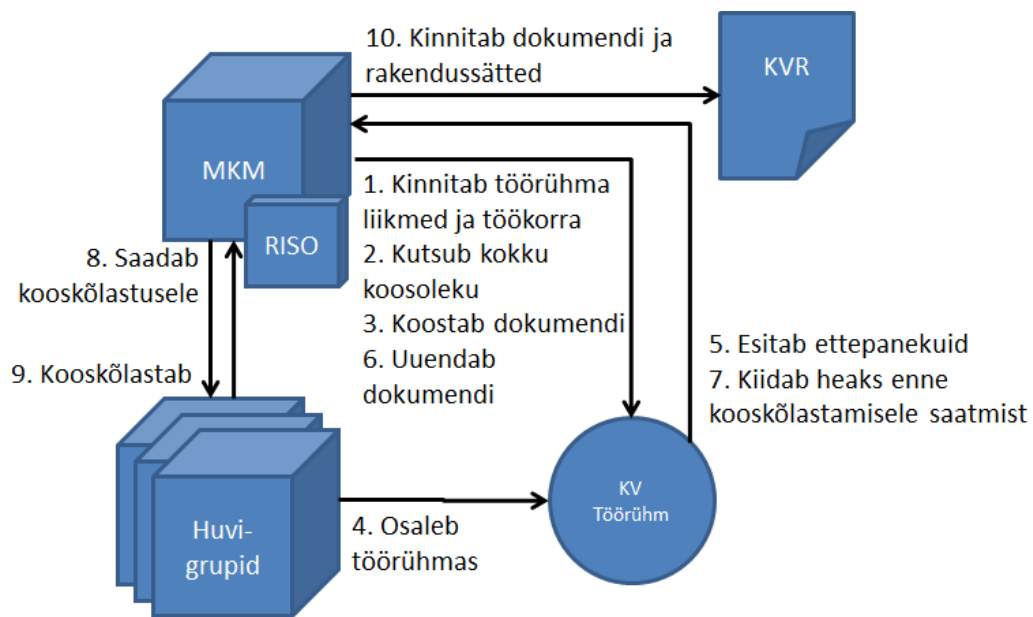 10. Kinnitab dokumendi ja
rakendussätted
KVR
MKM
RISO
1. Kinnitab töörühma
liikmed ja töökorra
2. Kutsub kokku
koosoleku
3. Koostab dokumendi
6. Uuendab
dokumendi
8. Saadab
kooskõlastusele
9. Kooskõlastab
5. Esitab ettepanekuid
7. Kiidab heaks enne
kooskõlastamisele saatmist
Huvi-
grupid
4. Osaleb
töörühmas
KV
Töörühm